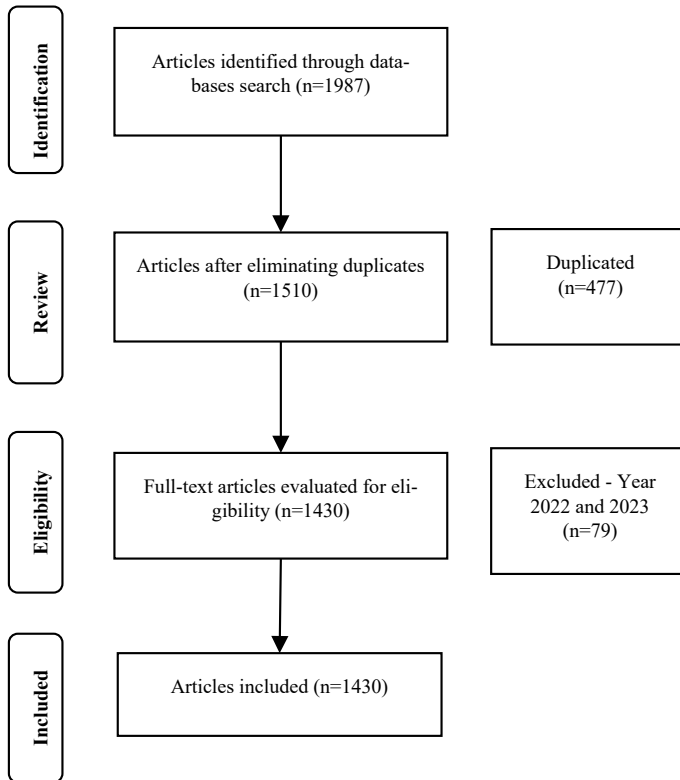 Identification
Articles identified through data-
bases search (n=1987)
Review
Articles after eliminating duplicates
(n=1510)
Duplicated
(n=477)
Eligibility
Full-text articles evaluated for eli-
gibility (n=1430)
Excluded - Year
2022 and 2023
(n=79)
Included
Articles included (n=1430)